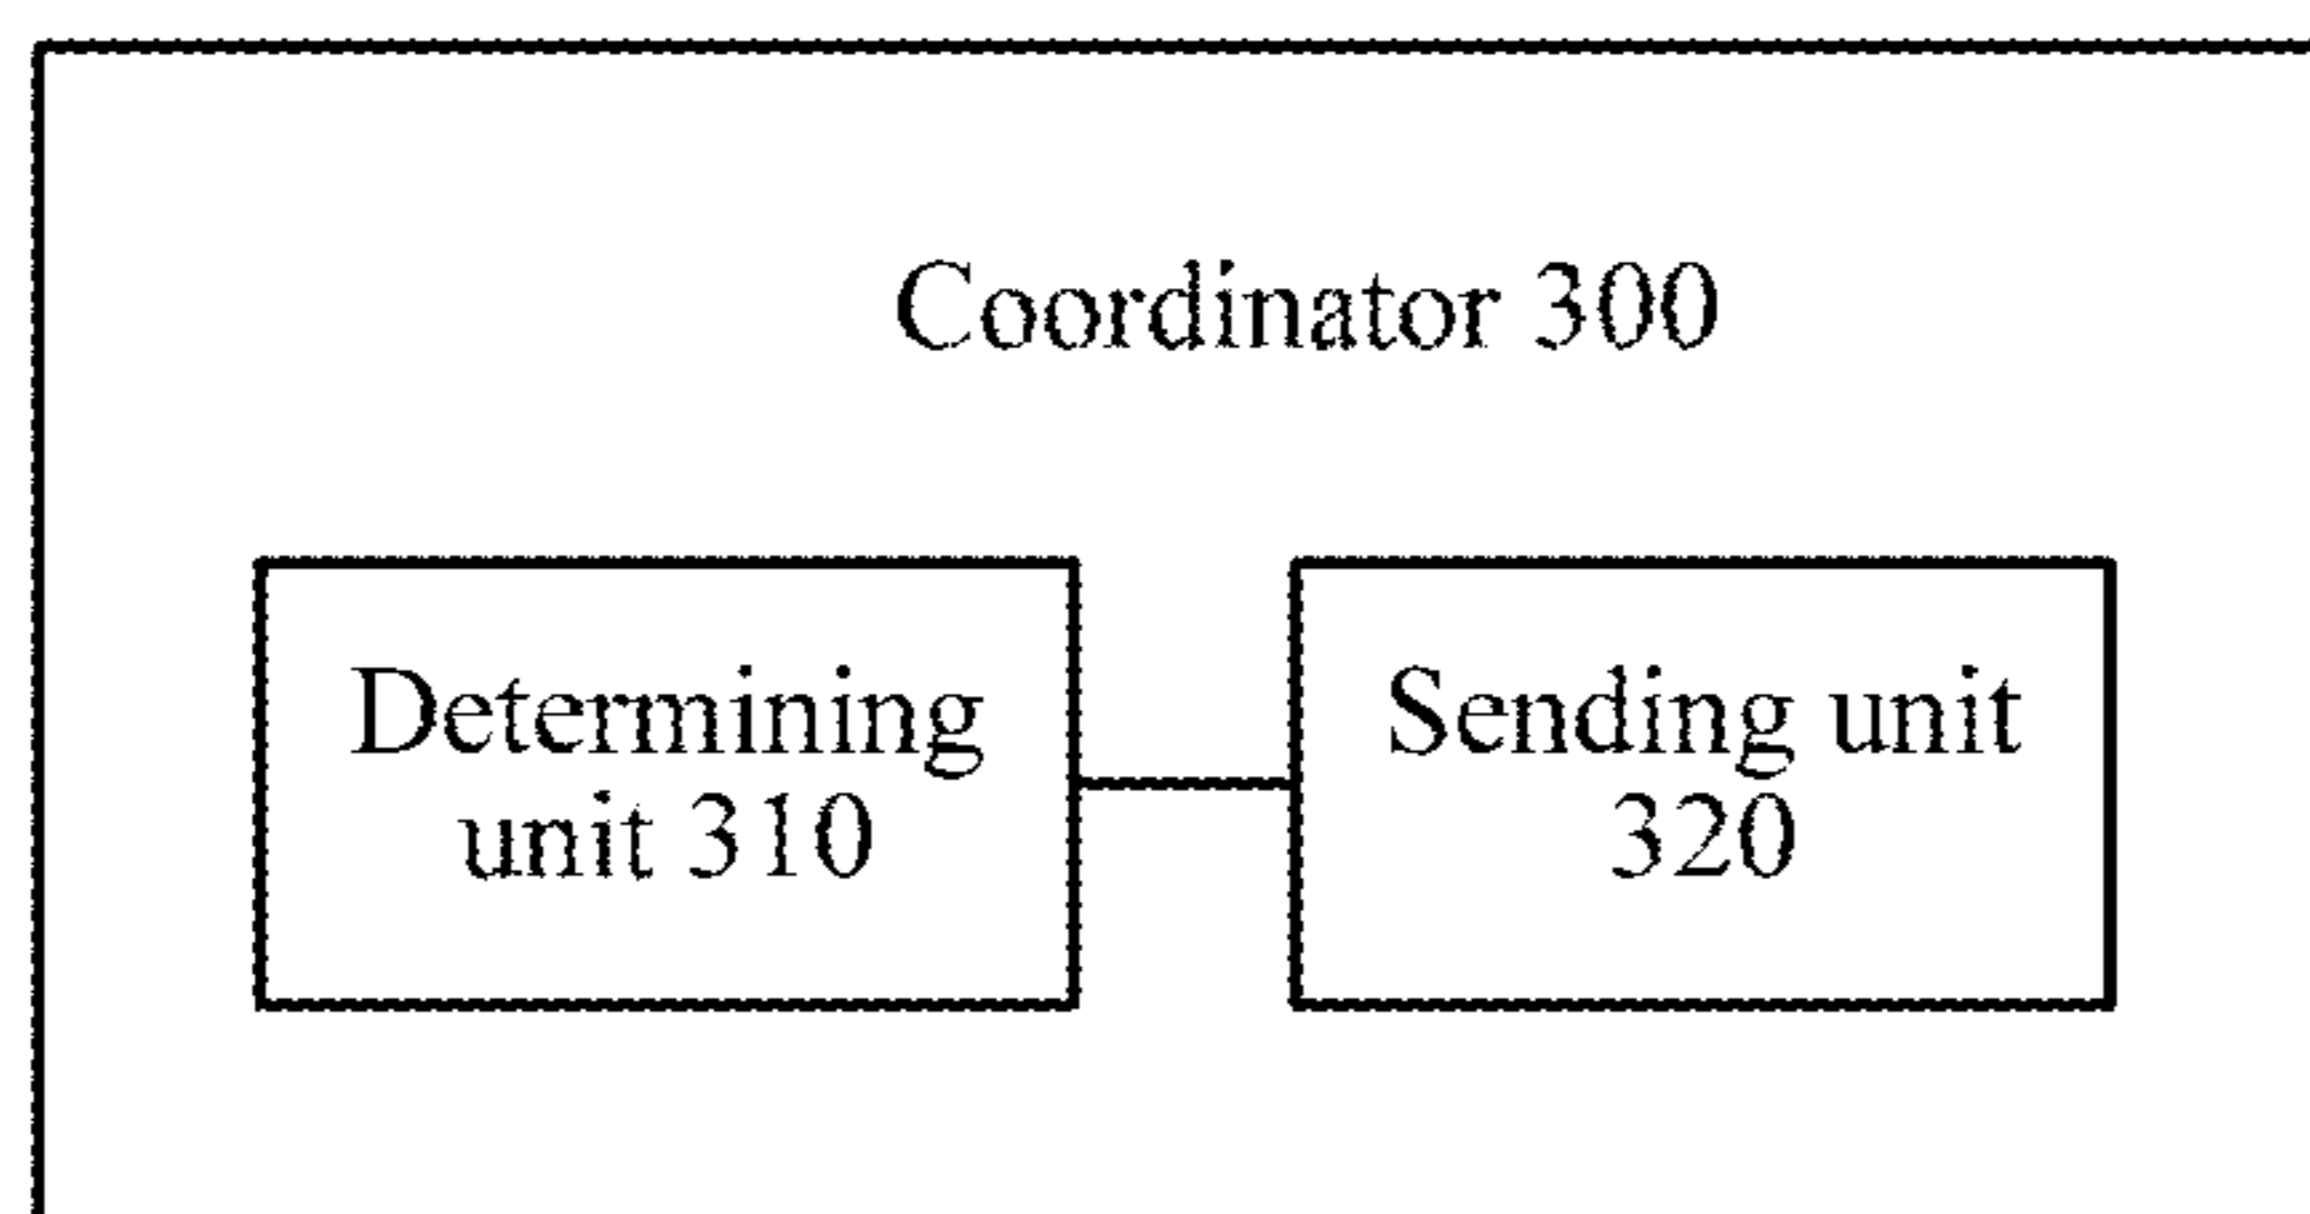 Coordinator 300
Determining
unit 310
Sending unit
320